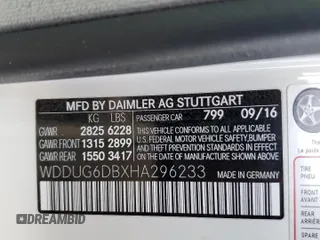 MFD BY DAIMLER AG STUTTGART
KG LBS PASSENGER CAR 799 09/16
GVWR 2825 6228 THIS VEHICLE CONFORMS TO ALL APPLICABLE
GAWR FRONT 1315 2899 U.S. FEDERAL MOTOR VEHICLE SAFETY, BUMPER, AND
GAWR REAR 1550 3417 THEFT PREVENTION STANDARDS IN EFFECT
ON THE DATE OF MANUFACTURE SHOWN ABOVE.
WDDUG6DBXHA296233 MADE IN GERMANY
TIRE
PNEU
DREAMBID